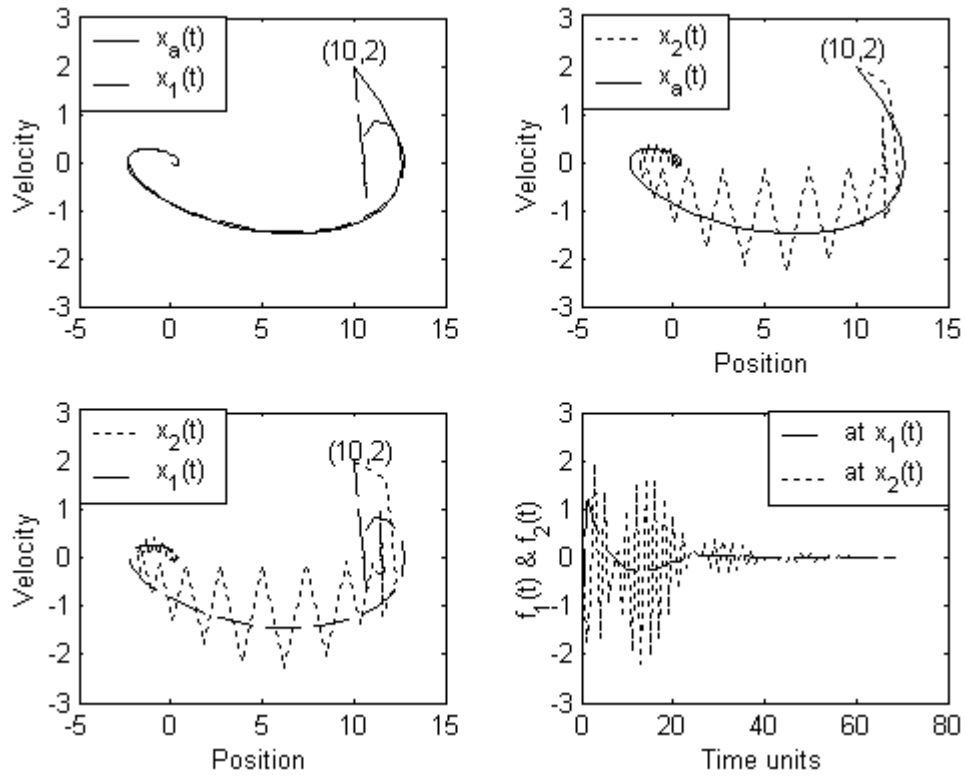 3
2
1
0
-1
-2
-3
-5 0 5 10 15
Velocity
x_a(t)
x_1(t)
(10,2)
3
2
1
0
-1
-2
-3
-5 0 5 10 15
Velocity
Position
x_2(t)
x_a(t)
(10,2)
3
2
1
0
-1
-2
-3
-5 0 5 10 15
Velocity
Position
x_2(t)
x_1(t)
(10,2)
3
2
1
0
-1
-2
-3
0 20 40 60 80
f_1(t) & f_2(t)
Time units
at x_1(t)
at x_2(t)